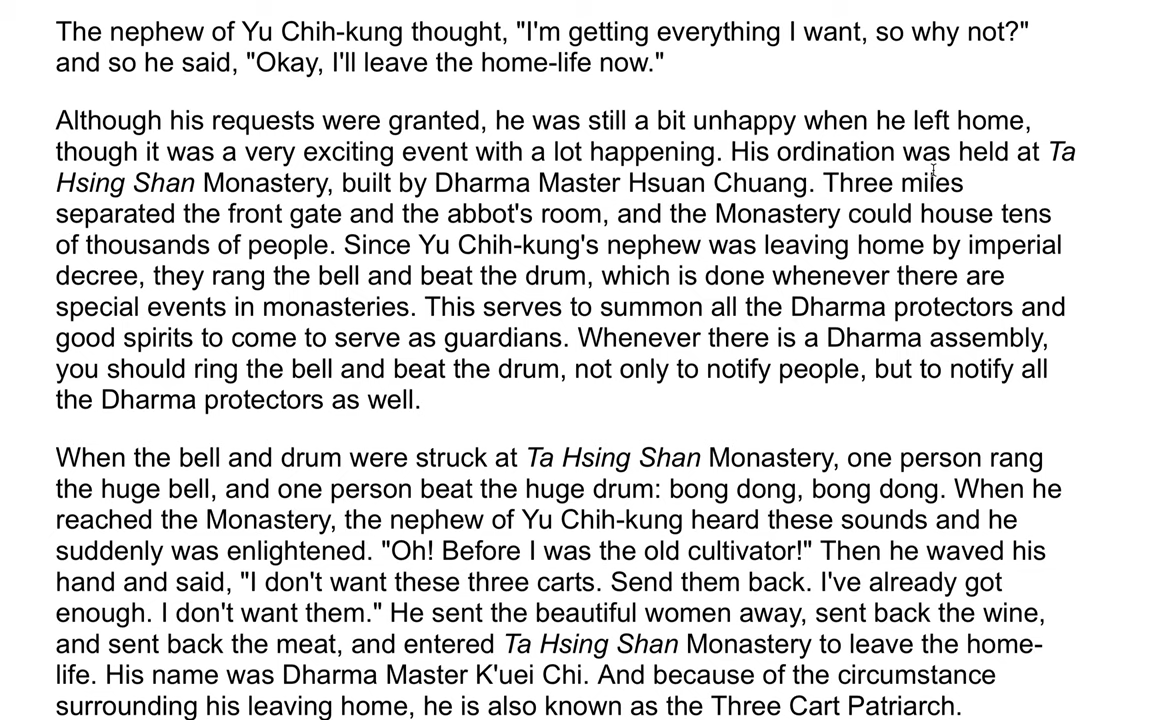 The nephew of Yu Chih-kung thought, "I'm getting everything I want, so why not?"
and so he said, "Okay, I'll leave the home-life now."
Although his requests were granted, he was still a bit unhappy when he left home,
though it was a very exciting event with a lot happening. His ordination was held at Ta
Hsing Shan Monastery, built by Dharma Master Hsuan Chuang. Three miles
separated the front gate and the abbot's room, and the Monastery could house tens
of thousands of people. Since Yu Chih-kung's nephew was leaving home by imperial
decree, they rang the bell and beat the drum, which is done whenever there are
special events in monasteries. This serves to summon all the Dharma protectors and
good spirits to come to serve as guardians. Whenever there is a Dharma assembly,
you should ring the bell and beat the drum, not only to notify people, but to notify all
the Dharma protectors as well.
When the bell and drum were struck at Ta Hsing Shan Monastery, one person rang
the huge bell, and one person beat the huge drum: bong dong, bong dong. When he
reached the Monastery, the nephew of Yu Chih-kung heard these sounds and he
suddenly was enlightened. "Oh! Before I was the old cultivator!" Then he waved his
hand and said, "I don't want these three carts. Send them back. I've already got
enough. I don't want them." He sent the beautiful women away, sent back the wine,
and sent back the meat, and entered Ta Hsing Shan Monastery to leave the home-
life. His name was Dharma Master K'uei Chi. And because of the circumstance
surrounding his leaving home, he is also known as the Three Cart Patriarch.